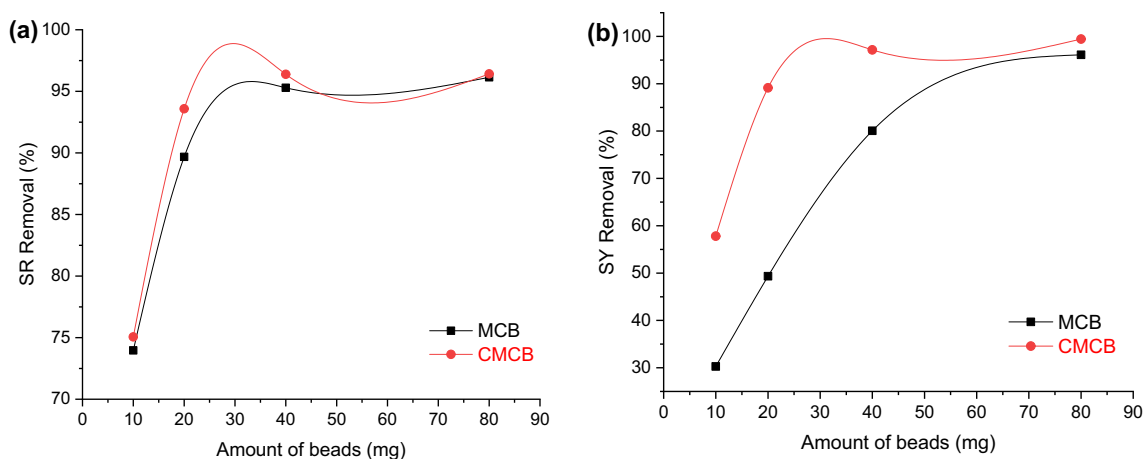 (a)
SR Removal (%)
100
95
90
85
80
75
70
0 10 20 30 40 50 60 70 80 90
Amount of beads (mg)
MCB
CMCB
(b)
SY Removal (%)
100
90
80
70
60
50
40
30
0 10 20 30 40 50 60 70 80 90
Amount of beads (mg)
MCB
CMCB